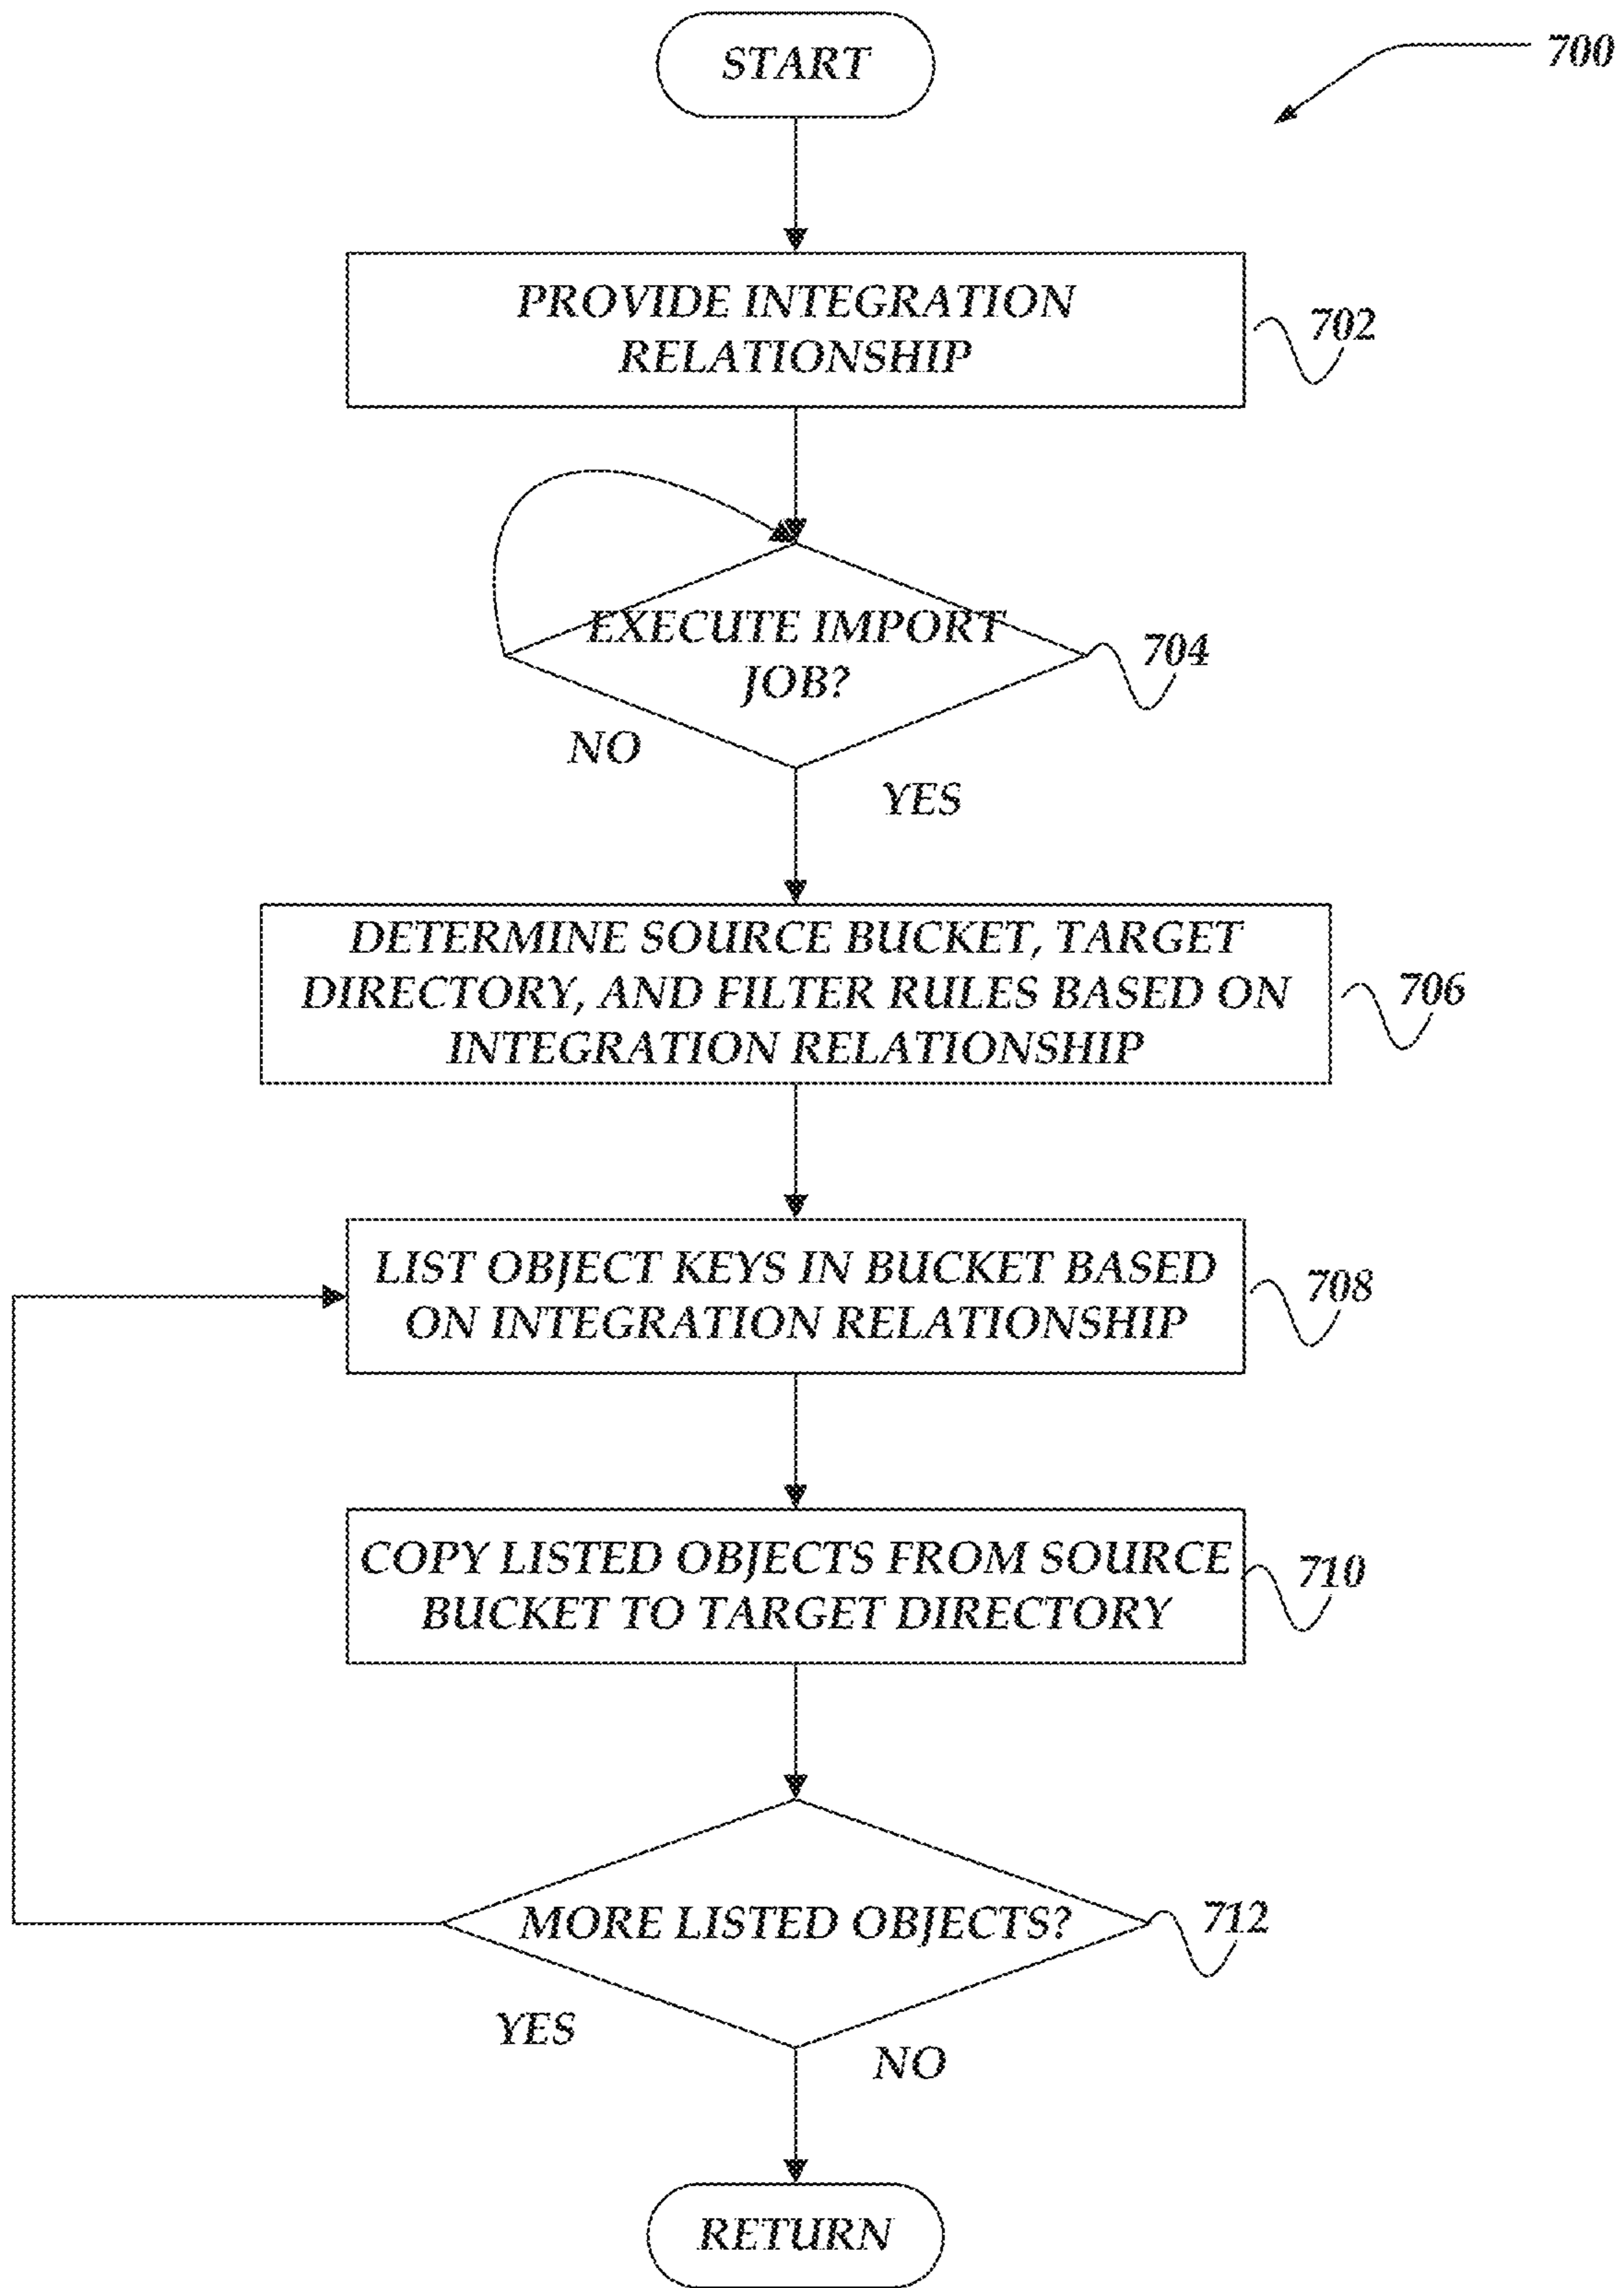 START
700
PROVIDE INTEGRATION
RELATIONSHIP
702
EXECUTE IMPORT
JOB?
704
NO
YES
DETERMINE SOURCE BUCKET, TARGET
DIRECTORY, AND FILTER RULES BASED ON
INTEGRATION RELATIONSHIP
706
LIST OBJECT KEYS IN BUCKET BASED
ON INTEGRATION RELATIONSHIP
708
COPY LISTED OBJECTS FROM SOURCE
BUCKET TO TARGET DIRECTORY
710
MORE LISTED OBJECTS?
712
YES
NO
RETURN